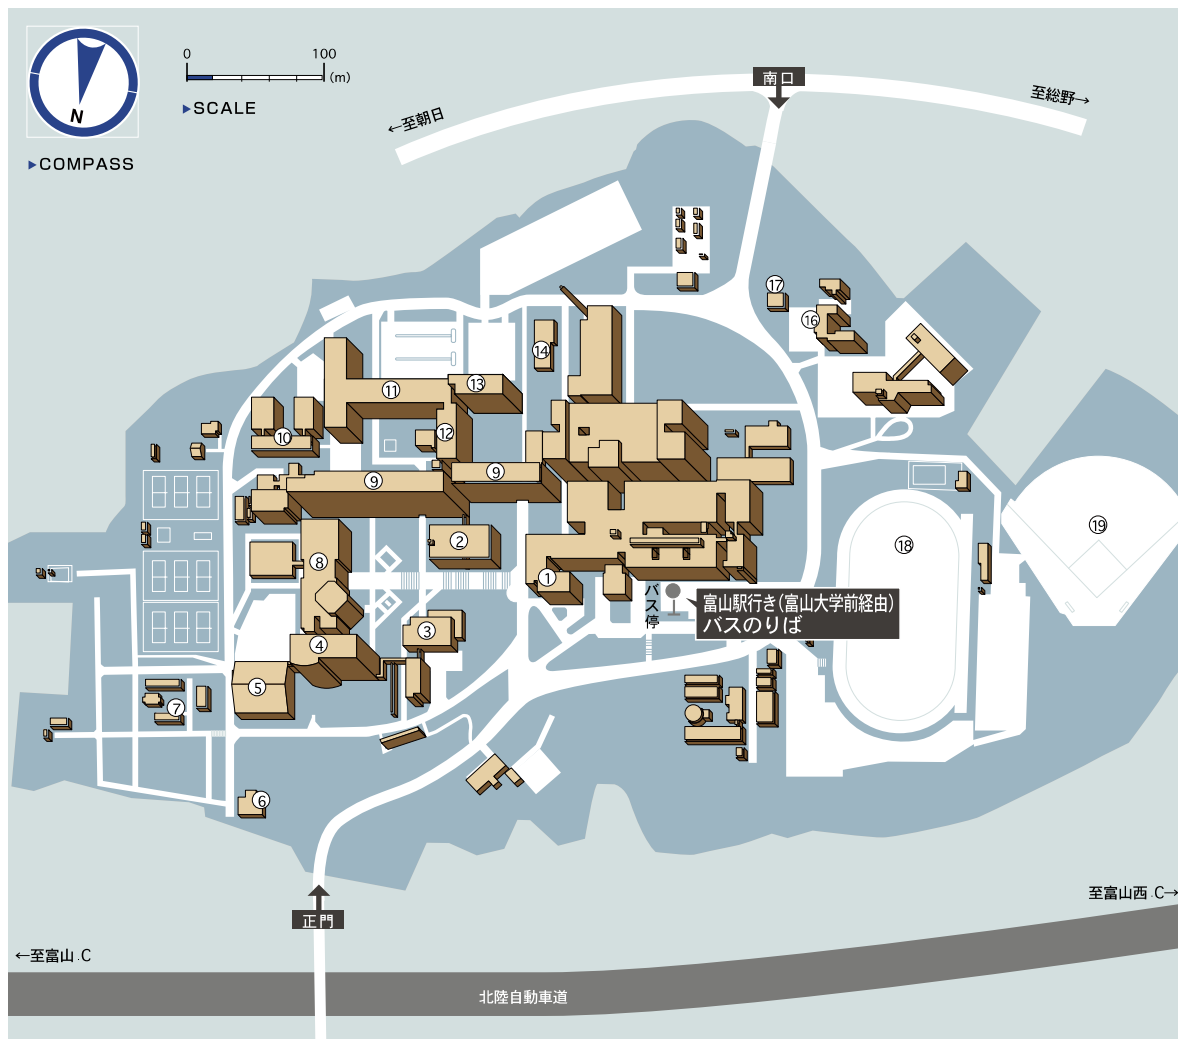 0 100
(m)
▶SCALE
N
▶COMPASS
南口
←至朝日
至総野→
⑰
⑯
⑭
⑬
⑪
⑫
⑩
⑨
⑨
②
⑧
①
⑱
⑲
バス停
富山駅行き(富山大学前経由)
バスのりば
③
④
⑤
⑦
⑥
正門
至富山西.C→
←至富山.C
北陸自動車道